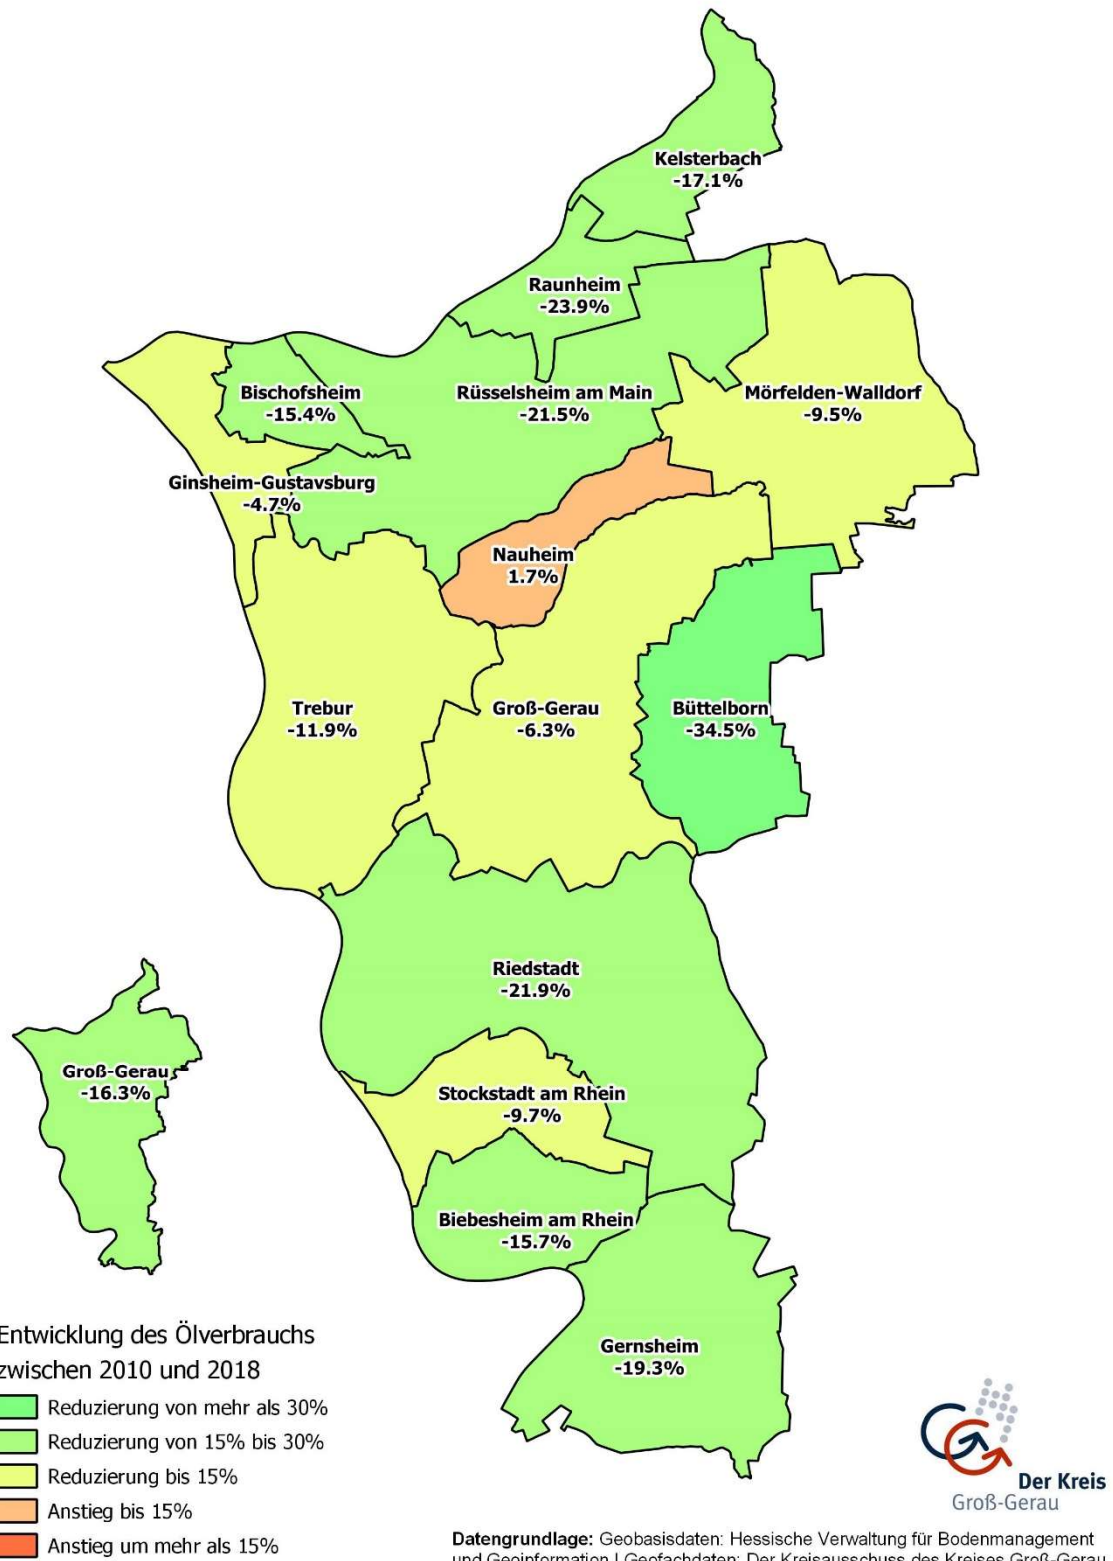 Kelsterbach
-17.1%
Raunheim
-23.9%
Bischofsheim
-15.4%
Rüsselsheim am Main
-21.5%
Mörfelden-Walldorf
-9.5%
Ginsheim-Gustavsburg
-4.7%
Nauheim
1.7%
Trebur
-11.9%
Groß-Gerau
-6.3%
Büttelborn
-34.5%
Riedstadt
-21.9%
Groß-Gerau
-16.3%
Stockstadt am Rhein
-9.7%
Biebesheim am Rhein
-15.7%
Gernsheim
-19.3%
Entwicklung des Ölverbrauchs
zwischen 2010 und 2018
Reduzierung von mehr als 30%
Reduzierung von 15% bis 30%
Reduzierung bis 15%
Anstieg bis 15%
Anstieg um mehr als 15%
Der Kreis
Groß-Gerau
Datengrundlage: Geobasisdaten: Hessische Verwaltung für Bodenmanagement
und Geoinformation | Geofachdaten: Der Kreisausschuss des Kreises Groß-Gerau